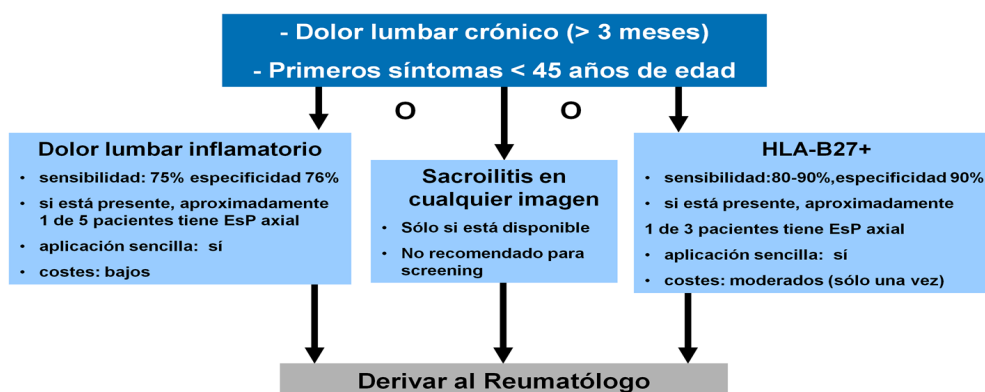 - Dolor lumbar crónico (> 3 meses)
- Primeros síntomas < 45 años de edad
O
O
Dolor lumbar inflamatorio
• sensibilidad: 75% especificidad 76%
• si está presente, aproximadamente
1 de 5 pacientes tiene EsP axial
• aplicación sencilla: sí
• costes: bajos
Sacroilitis en
cualquier imagen
• Sólo si está disponible
• No recomendado para
screening
HLA-B27+
• sensibilidad:80-90%,especificidad 90%
• si está presente, aproximadamente
1 de 3 pacientes tiene EsP axial
• aplicación sencilla: sí
• costes: moderados (sólo una vez)
Derivar al Reumatólogo